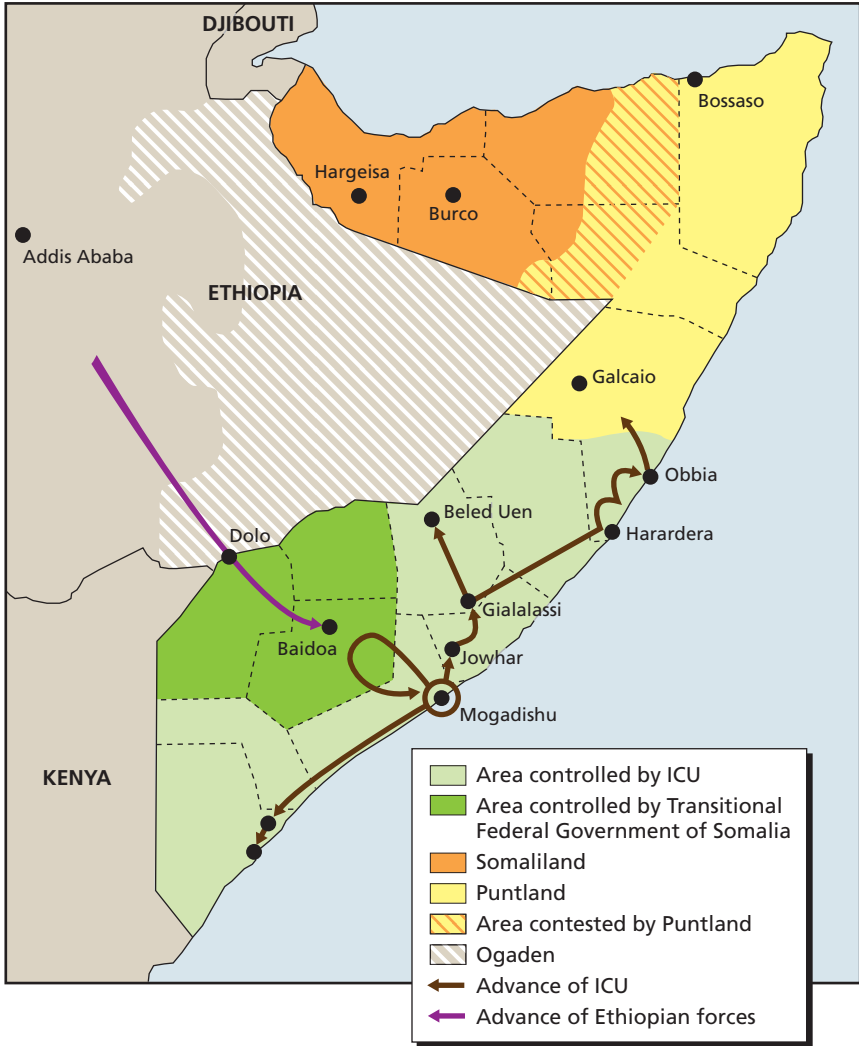 DJIBOUTI
Bossaso
Hargeisa
Burco
Addis Ababa
ETHIOPIA
Galcaio
Obbia
Beled Uen
Harardera
Dolo
Gialalassi
Baidoa
Jowhar
Mogadishu
KENYA
Area controlled by ICU
Area controlled by Transitional
Federal Government of Somalia
Somaliland
Puntland
Area contested by Puntland
Ogaden
Advance of ICU
Advance of Ethiopian forces